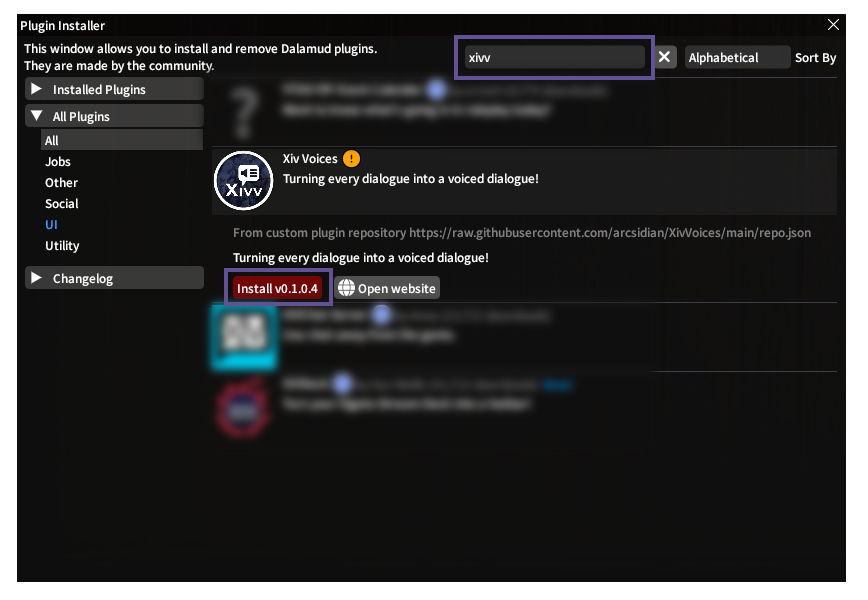 Plugin Installer
This window allows you to install and remove Dalamud plugins.
They are made by the community.
xivv
Alphabetical
Sort By
Installed Plugins
All Plugins
All
Jobs
Other
Social
UI
Utility
Changelog
?
XIVV
Xiv Voices !
Turning every dialogue into a voiced dialogue!
From custom plugin repository https://raw.githubusercontent.com/arcsidian/XivVoices/main/repo.json
Turning every dialogue into a voiced dialogue!
Install v0.1.0.4
Open website